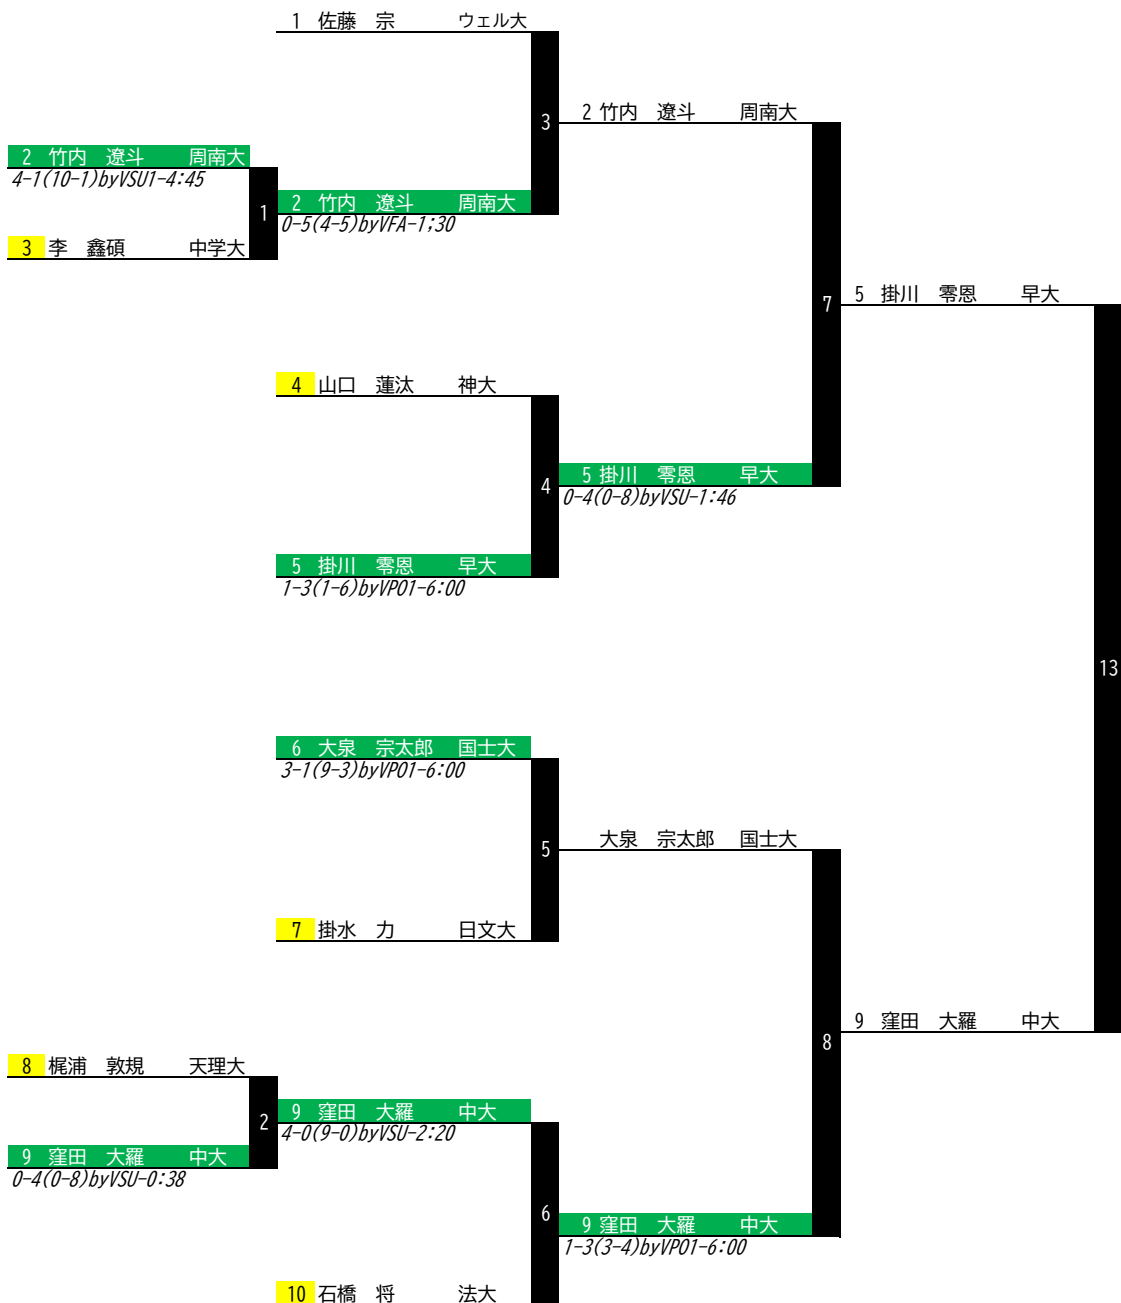 1 佐藤 宗 ウェル大
3
2 竹内 遼斗 周南大
2 竹内 遼斗 周南大
4-1(10-1)byVSU1-4:45
1
2 竹内 遼斗 周南大
0-5(4-5)byVFA-1;30
3 李 鑫碩 中学大
7
5 掛川 零恩 早大
4 山口 蓮汰 神大
4
5 掛川 零恩 早大
0-4(0-8)byVSU-1:46
5 掛川 零恩 早大
1-3(1-6)byVPO1-6:00
13
6 大泉 宗太郎 国士大
3-1(9-3)byVPO1-6:00
5
大泉 宗太郎 国士大
7 掛水 力 日文大
8
9 窪田 大羅 中大
8 梶浦 敦規 天理大
2
9 窪田 大羅 中大
4-0(9-0)byVSU-2:20
9 窪田 大羅 中大
0-4(0-8)byVSU-0:38
6
9 窪田 大羅 中大
1-3(3-4)byVPO1-6:00
10 石橋 将 法大